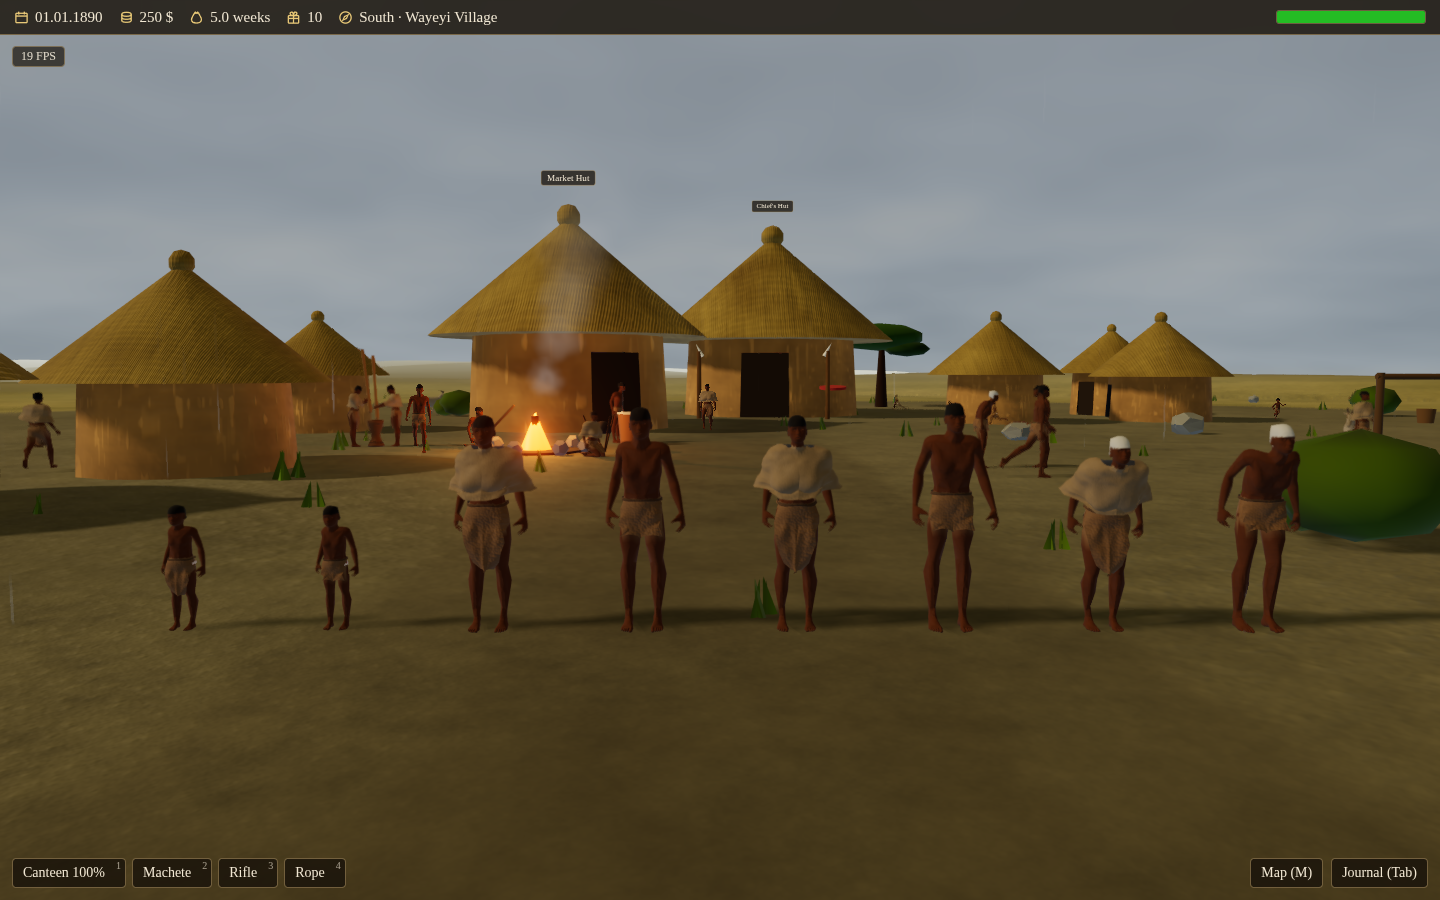 01.01.1890 250 $ 5.0 weeks 10 South · Wayeyi Village
19 FPS
Market Hut
Chief's Hut
Canteen 100% 1 Machete 2 Rifle 3 Rope 4 Map (M) Journal (Tab)